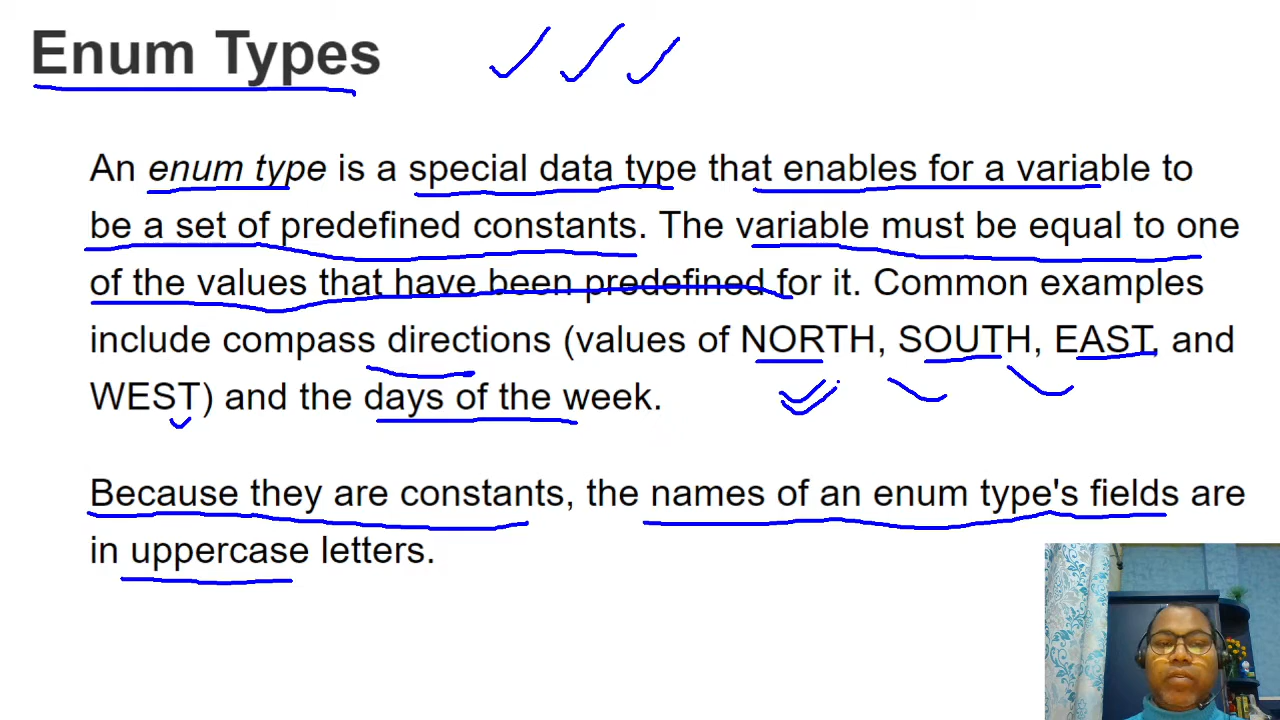 Enum Types
An enum type is a special data type that enables for a variable to
be a set of predefined constants. The variable must be equal to one
of the values that have been predefined for it. Common examples
include compass directions (values of NORTH, SOUTH, EAST, and
WEST) and the days of the week.
Because they are constants, the names of an enum type's fields are
in uppercase letters.